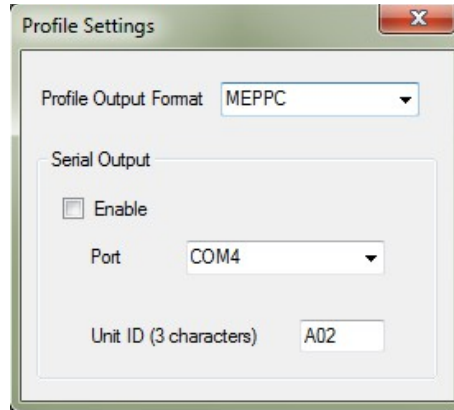 Profile Settings
Profile Output Format MEPPC
Serial Output
Enable
Port COM4
Unit ID (3 characters) A02